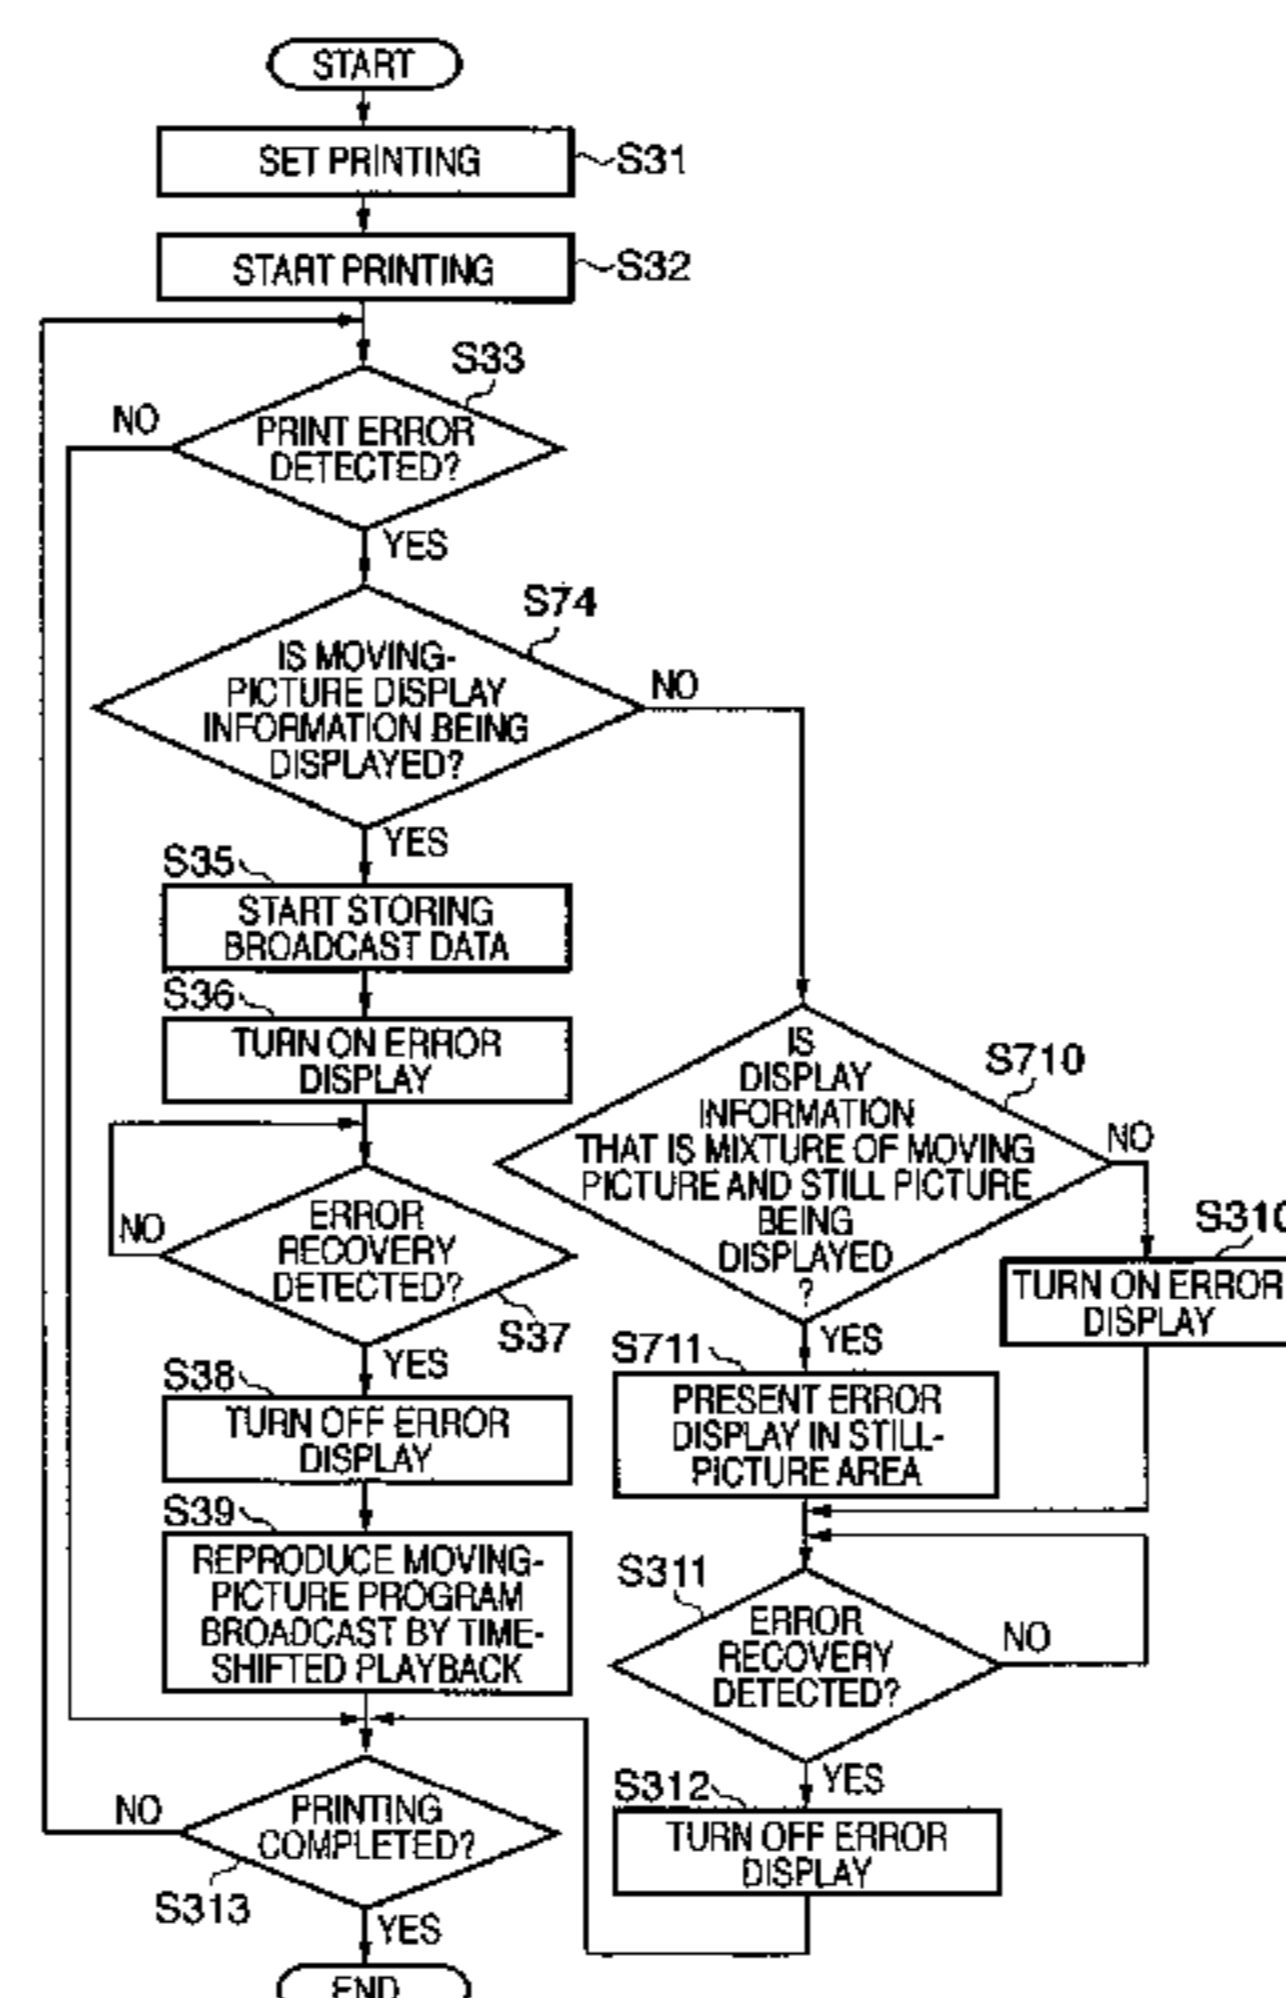 START
SET PRINTING
S31
START PRINTING
S32
S33
NO
PRINT ERROR
DETECTED?
YES
S74
IS MOVING-
PICTURE DISPLAY
INFORMATION BEING
DISPLAYED?
NO
YES
S35
START STORING
BROADCAST DATA
S36
TURN ON ERROR
DISPLAY
NO
ERROR
RECOVERY
DETECTED?
S37
YES
S38
TURN OFF ERROR
DISPLAY
S39
REPRODUCE MOVING-
PICTURE PROGRAM
BROADCAST BY TIME-
SHIFTED PLAYBACK
S710
IS
DISPLAY
INFORMATION
THAT IS MIXTURE OF MOVING
PICTURE AND STILL PICTURE
BEING
DISPLAYED
?
NO
S310
TURN ON ERROR
DISPLAY
YES
S711
PRESENT ERROR
DISPLAY IN STILL-
PICTURE AREA
S311
ERROR
RECOVERY
DETECTED?
NO
YES
S312
TURN OFF ERROR
DISPLAY
NO
PRINTING
COMPLETED?
S313
YES
END